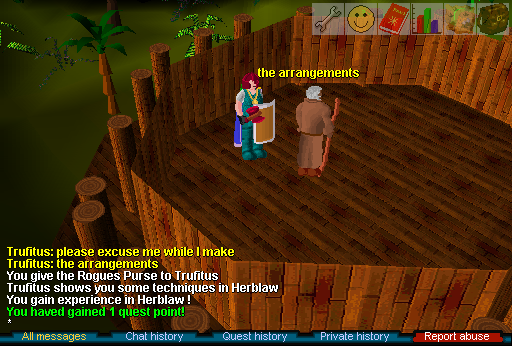 the arrangements
Trufitus: please excuse me while I make
Trufitus: the arrangements
You give the Rogues Purse to Trufitus
Trufitus shows you some techniques in Herblaw
You gain experience in Herblaw !
You haved gained 1 quest point!
*
All messages Chat history Quest history Private history Report abuse